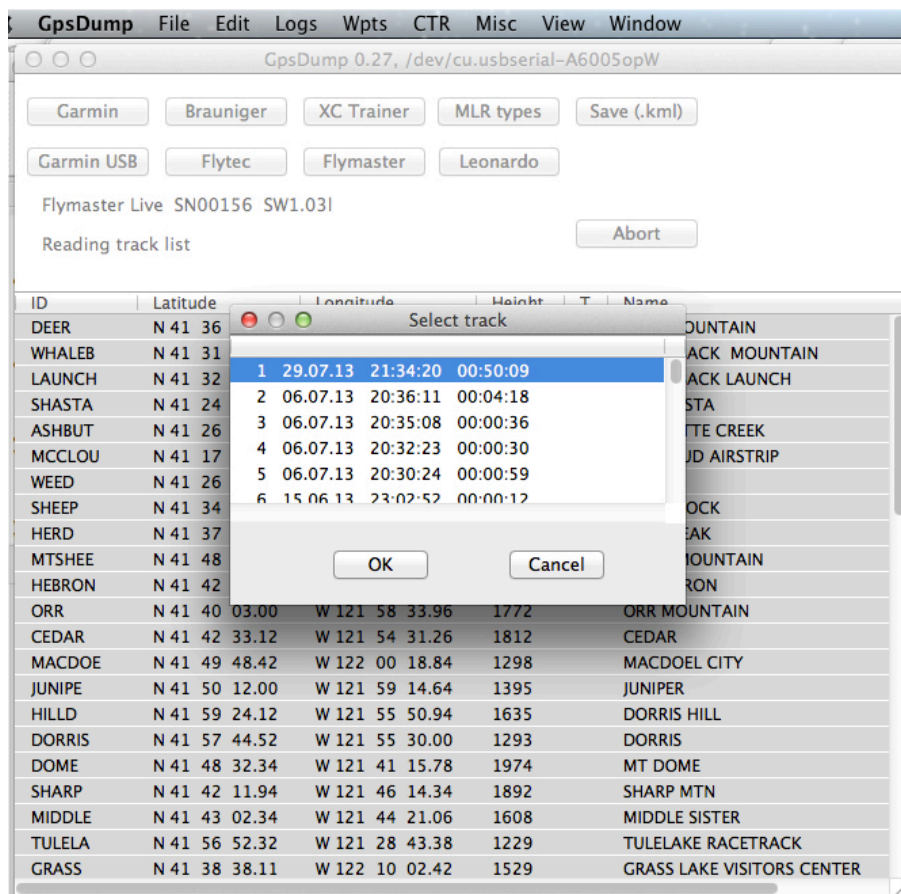 GpsDump File Edit Logs Wpts CTR Misc View Window
GpsDump 0.27, /dev/cu.usbserial-A6005opW
Garmin Brauniger XC Trainer MLR types Save (.kml)
Garmin USB Flytec Flymaster Leonardo
Flymaster Live SN00156 SW1.03l
Abort
Reading track list
ID Latitude Longitude Height T Name
Select track
DEER N 41 36 OUNTAIN
WHALEB N 41 31 ACK MOUNTAIN
1 29.07.13 21:34:20 00:50:09
LAUNCH N 41 32 ACK LAUNCH
2 06.07.13 20:36:11 00:04:18
SHASTA N 41 24 STA
3 06.07.13 20:35:08 00:00:36
ASHBUT N 41 26 TTE CREEK
4 06.07.13 20:32:23 00:00:30
MCCLOU N 41 17 UD AIRSTRIP
5 06.07.13 20:30:24 00:00:59
WEED N 41 26
6 15.06.13 23:02:52 00:00:12
SHEEP N 41 34 OCK
HERD N 41 37 EAK
MTSHEE N 41 48 MOUNTAIN
OK Cancel
HEBRON N 41 42 RON
ORR N 41 40 03.00 W 121 58 33.96 1772 ORR MOUNTAIN
CEDAR N 41 42 33.12 W 121 54 31.26 1812 CEDAR
MACDOE N 41 49 48.42 W 122 00 18.84 1298 MACDOEL CITY
JUNIPE N 41 50 12.00 W 121 59 14.64 1395 JUNIPER
HILLD N 41 59 24.12 W 121 55 50.94 1635 DORRIS HILL
DORRIS N 41 57 44.52 W 121 55 30.00 1293 DORRIS
DOME N 41 48 32.34 W 121 41 15.78 1974 MT DOME
SHARP N 41 42 11.94 W 121 46 14.34 1892 SHARP MTN
MIDDLE N 41 43 02.34 W 121 44 21.06 1608 MIDDLE SISTER
TULELA N 41 56 52.32 W 121 28 43.38 1229 TULELAKE RACETRACK
GRASS N 41 38 38.11 W 122 10 02.42 1529 GRASS LAKE VISITORS CENTER